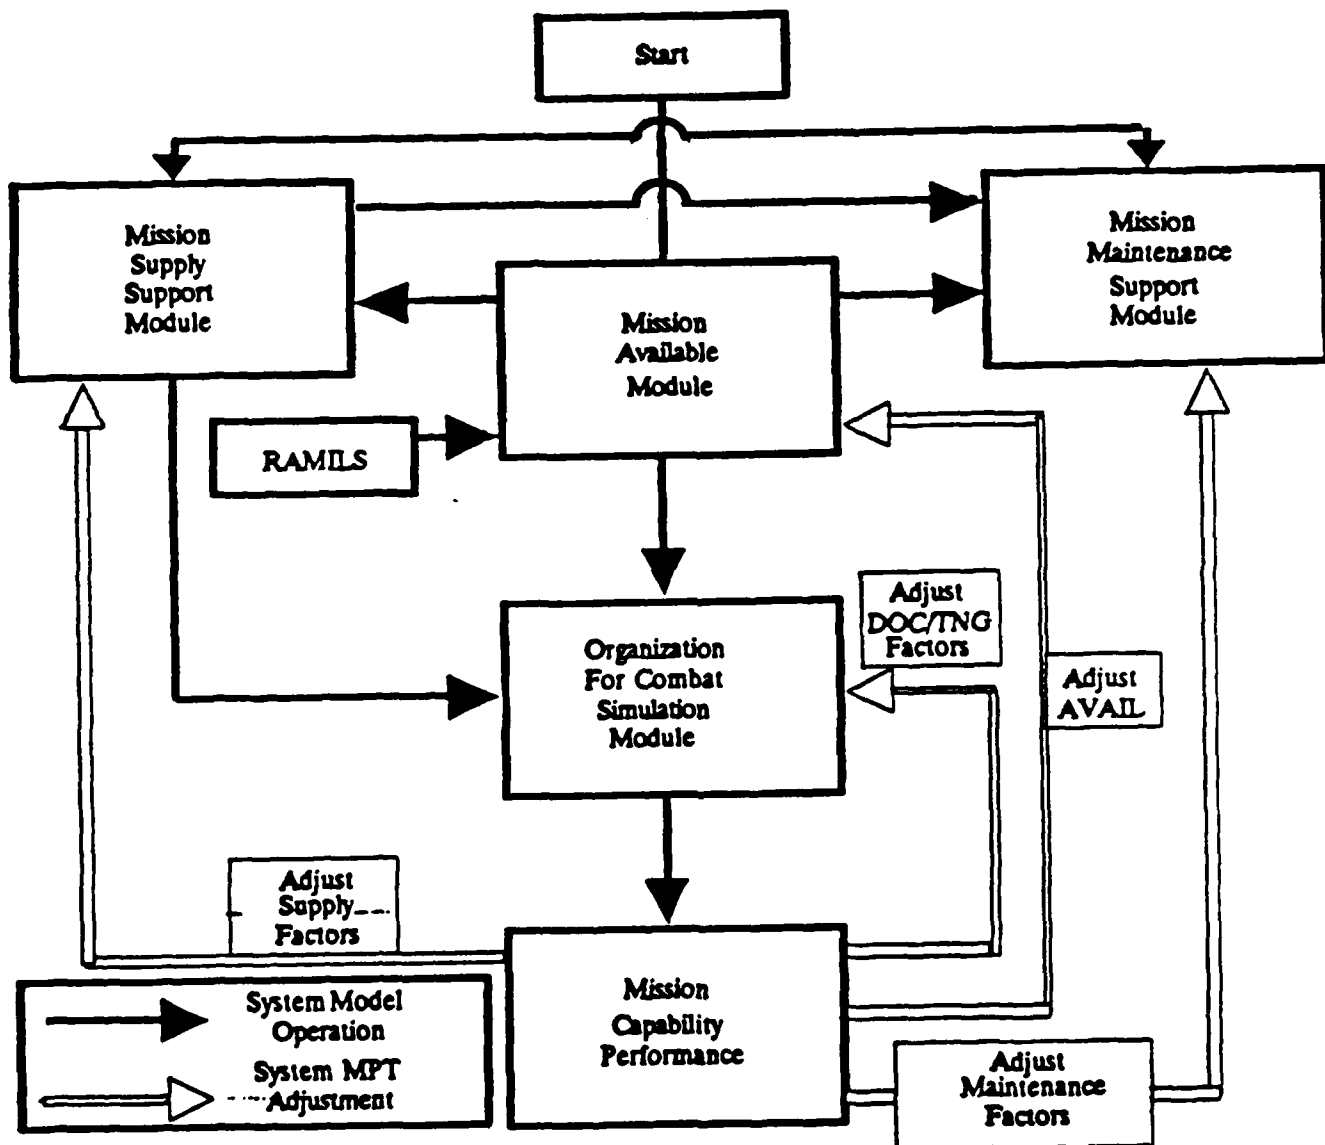 Start
Mission
Supply
Support
Module
Mission
Maintenance
Support
Module
Mission
Available
Module
RAMILS
Adjust
DOC/TNG
Factors
Organization
For Combat
Simulation
Module
Adjust
AVAIL
Adjust
Supply
Factors
Mission
Capability
Performance
System Model
Operation
System MPT
Adjustment
Adjust
Maintenance
Factors